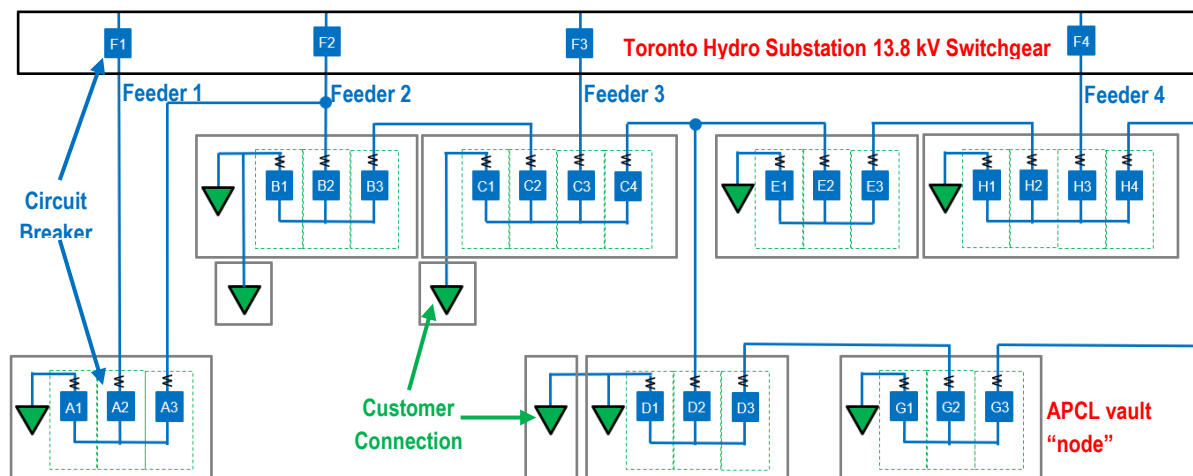 F1
F2
F3
Toronto Hydro Substation 13.8 kV Switchgear
F4
Feeder 1
Feeder 2
Feeder 3
Feeder 4
B1
B2
B3
C1
C2
C3
C4
E1
E2
E3
H1
H2
H3
H4
Circuit
Breaker
A1
A2
A3
Customer
Connection
D1
D2
D3
G1
G2
G3
APCL vault
“node”